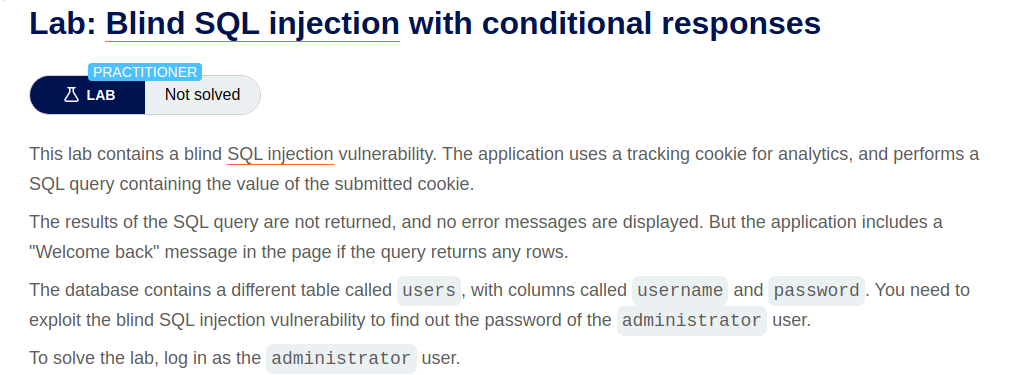 Lab: Blind SQL injection with conditional responses
PRACTITIONER
LAB Not solved
This lab contains a blind SQL injection vulnerability. The application uses a tracking cookie for analytics, and performs a
SQL query containing the value of the submitted cookie.
The results of the SQL query are not returned, and no error messages are displayed. But the application includes a
"Welcome back" message in the page if the query returns any rows.
The database contains a different table called users, with columns called username and password. You need to
exploit the blind SQL injection vulnerability to find out the password of the administrator user.
To solve the lab, log in as the administrator user.